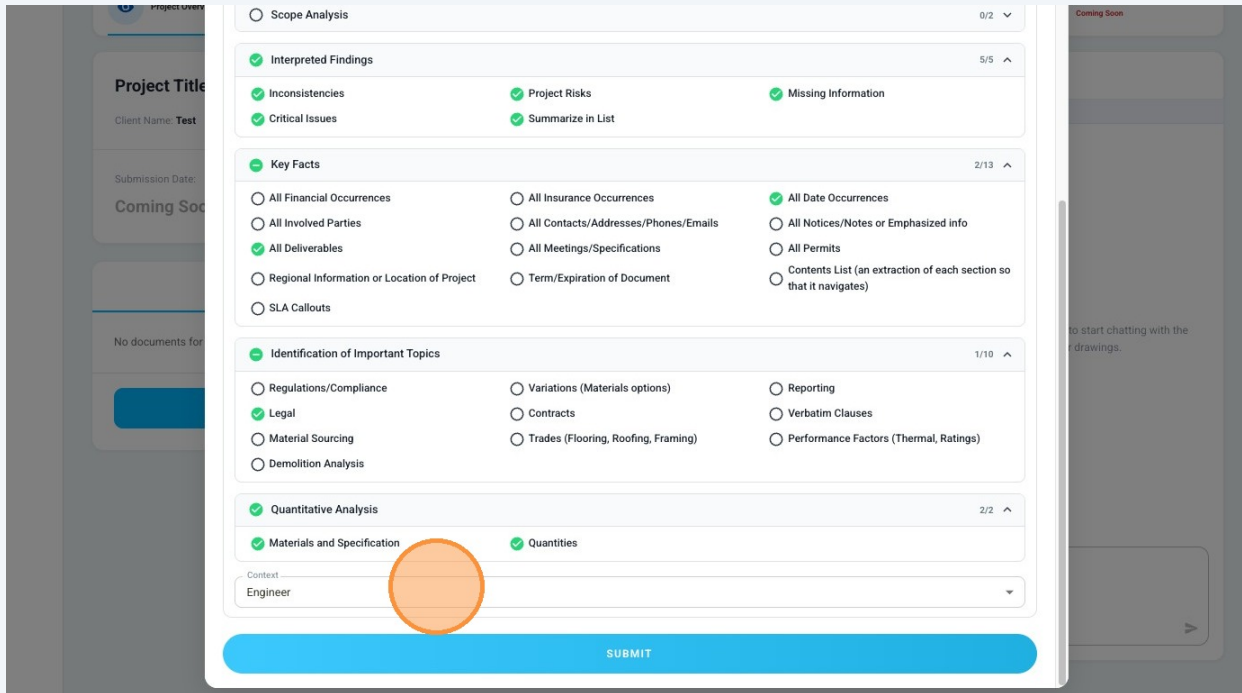 Project Overv
Scope Analysis
0/2
Coming Soon
Interpreted Findings
5/5
Project Title
Inconsistencies
Project Risks
Missing Information
Client Name: Test
Critical Issues
Summarize in List
Key Facts
2/13
Submission Date:
Coming Soo
All Financial Occurrences
All Insurance Occurrences
All Date Occurrences
All Involved Parties
All Contacts/Addresses/Phones/Emails
All Notices/Notes or Emphasized info
All Deliverables
All Meetings/Specifications
All Permits
Regional Information or Location of Project
Term/Expiration of Document
Contents List (an extraction of each section so
that it navigates)
SLA Callouts
No documents for
to start chatting with the
drawings.
Identification of Important Topics
1/10
Regulations/Compliance
Variations (Materials options)
Reporting
Legal
Contracts
Verbatim Clauses
Material Sourcing
Trades (Flooring, Roofing, Framing)
Performance Factors (Thermal, Ratings)
Demolition Analysis
Quantitative Analysis
2/2
Materials and Specification
Quantities
Context
Engineer
SUBMIT